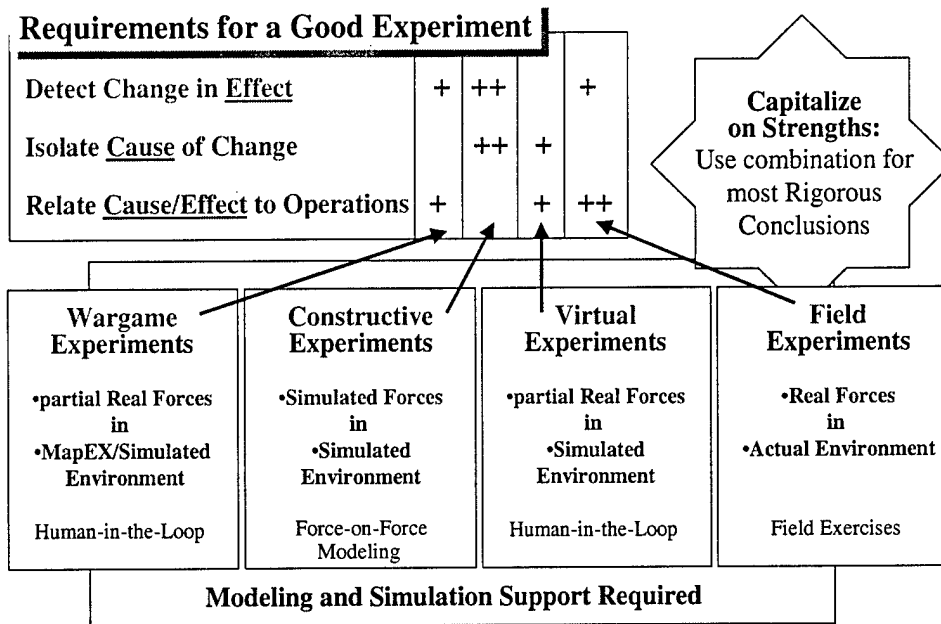 Requirements for a Good Experiment
Detect Change in Effect + ++ +
Isolate Cause of Change ++ +
Relate Cause/Effect to Operations + + ++
Capitalize
on Strengths:
Use combination for
most Rigorous
Conclusions
Wargame
Experiments
•partial Real Forces
in
•MapEX/Simulated
Environment
Human-in-the-Loop
Constructive
Experiments
•Simulated Forces
in
•Simulated
Environment
Force-on-Force
Modeling
Virtual
Experiments
•partial Real Forces
in
•Simulated
Environment
Human-in-the-Loop
Field
Experiments
•Real Forces
in
•Actual Environment
Field Exercises
Modeling and Simulation Support Required